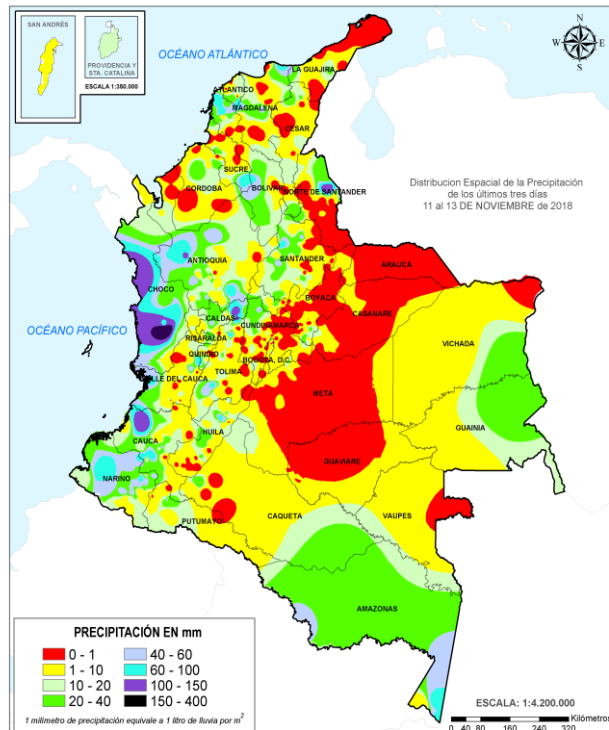 SAN ANDRÉS
PROVIDENCIA Y
STA. CATALINA
ESCALA 1:350.000
OCÉANO ATLÁNTICO
N
W E
S
LA GUAJIRA
ATLANTICO
MAGDALENA
CESAR
SUCRE
CORDOBA
BOLIVAR
NORTE DE SANTANDER
Distribucion Espacial de la Precipitación
de los últimos tres días
11 al 13 DE NOVIEMBRE de 2018
ANTIOQUIA
SANTANDER
ARAUCA
CHOCO
BOYACA
CASANARE
OCÉANO PACÍFICO
CALDAS
CUNDINAMARCA
RISARALDA
VICHADA
QUINDIO
BOGOTA, D.C.
TOLIMA
VALLE DEL CAUCA
META
GUAINIA
HUILA
CAUCA
GUAVIARE
NARIÑO
CAQUETA
VAUPES
PUTUMAYO
AMAZONAS
PRECIPITACIÓN EN mm
0 - 1 40 - 60
1 - 10 60 - 100
10 - 20 100 - 150
20 - 40 150 - 400
1 milimetro de precipitación equivale a 1 litro de lluvia por m²
ESCALA: 1:4.200.000
Kilómetros
0 40 80 160 240 320